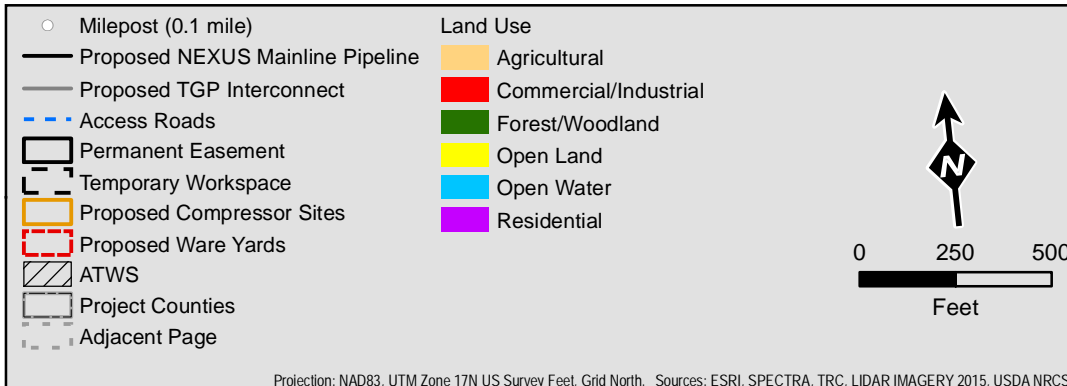 Milepost (0.1 mile)
Proposed NEXUS Mainline Pipeline
Proposed TGP Interconnect
Access Roads
Permanent Easement
Temporary Workspace
Proposed Compressor Sites
Proposed Ware Yards
ATWS
Project Counties
Adjacent Page
Land Use
Agricultural
Commercial/Industrial
Forest/Woodland
Open Land
Open Water
Residential
N
0 250 500
Feet
Projection: NAD83, UTM Zone 17N US Survey Feet, Grid North, Sources: ESRI, SPECTRA, TRC, LIDAR IMAGERY 2015, USDA NRCS